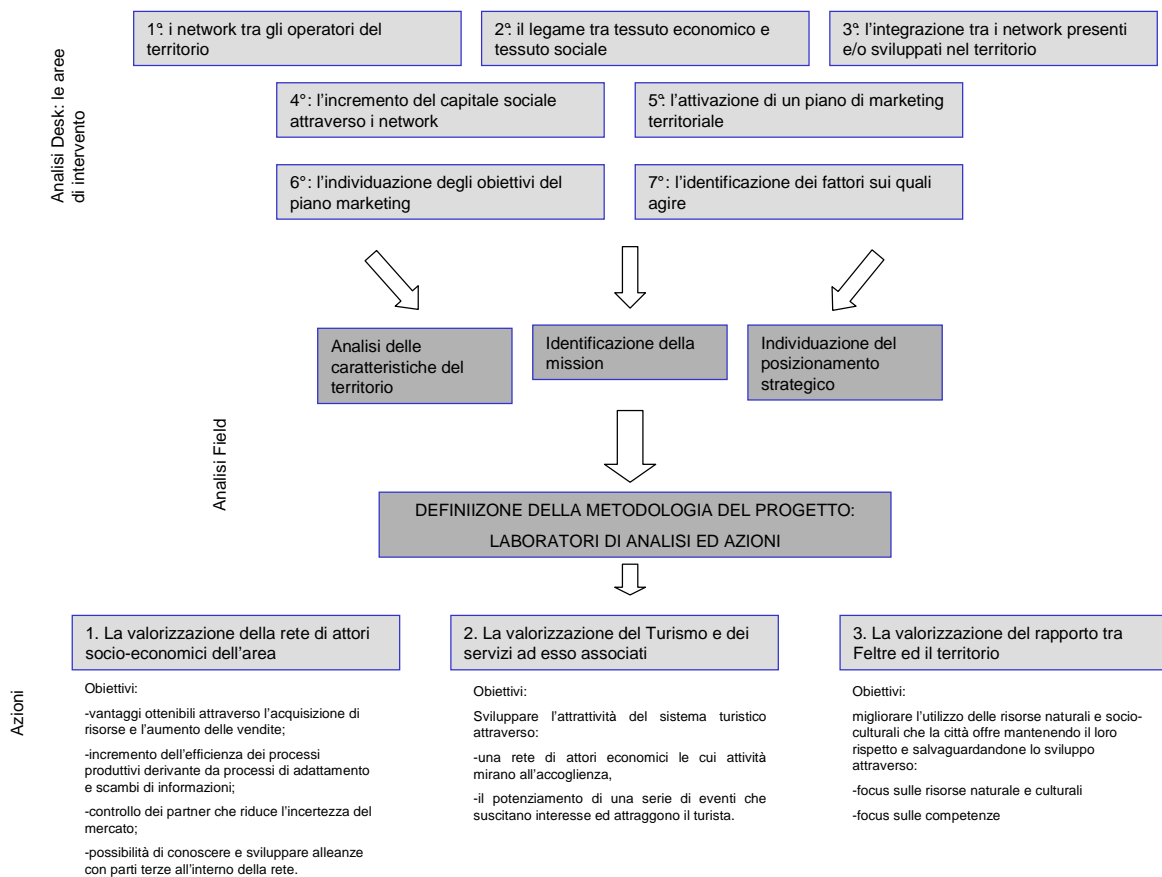 Analisi Desk: le aree
di intervento
1°: i network tra gli operatori del
territorio
2°: il legame tra tessuto economico e
tessuto sociale
3°: l'integrazione tra i network presenti
e/o sviluppati nel territorio
4°: l'incremento del capitale sociale
attraverso i network
5°: l'attivazione di un piano di marketing
territoriale
6°: l'individuazione degli obiettivi del
piano marketing
7°: l'identificazione dei fattori sui quali
agire
Analisi Field
Analisi delle
caratteristiche del
territorio
Identificazione della
mission
Individuazione del
posizionamento
strategico
DEFINIIZONE DELLA METODOLOGIA DEL PROGETTO:
LABORATORI DI ANALISI ED AZIONI
Azioni
1. La valorizzazione della rete di attori
socio-economici dell'area
Obiettivi:
-vantaggi ottenibili attraverso l'acquisizione di
risorse e l'aumento delle vendite;
-incremento dell'efficienza dei processi
produttivi derivante da processi di adattamento
e scambi di informazioni;
-controllo dei partner che riduce l'incertezza del
mercato;
-possibilità di conoscere e sviluppare alleanze
con parti terze all'interno della rete.
2. La valorizzazione del Turismo e dei
servizi ad esso associati
Obiettivi:
Sviluppare l'attrattività del sistema turistico
attraverso:
-una rete di attori economici le cui attività
mirano all'accoglienza,
-il potenziamento di una serie di eventi che
suscitano interesse ed attraggono il turista.
3. La valorizzazione del rapporto tra
Feltre ed il territorio
Obiettivi:
migliorare l'utilizzo delle risorse naturali e socio-
culturali che la città offre mantenendo il loro
rispetto e salvaguardandone lo sviluppo
attraverso:
-focus sulle risorse naturale e culturali
-focus sulle competenze